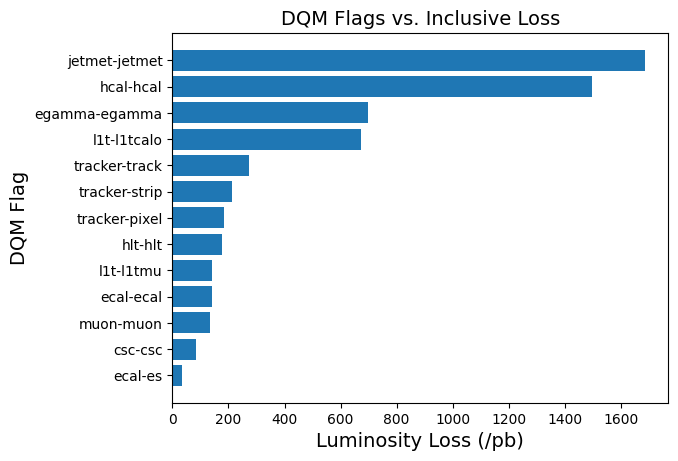 DQM Flags vs. Inclusive Loss
DQM Flag
jetmet-jetmet
hcal-hcal
egamma-egamma
l1t-l1tcalo
tracker-track
tracker-strip
tracker-pixel
hlt-hlt
l1t-l1tmu
ecal-ecal
muon-muon
csc-csc
ecal-es
0 200 400 600 800 1000 1200 1400 1600
Luminosity Loss (/pb)